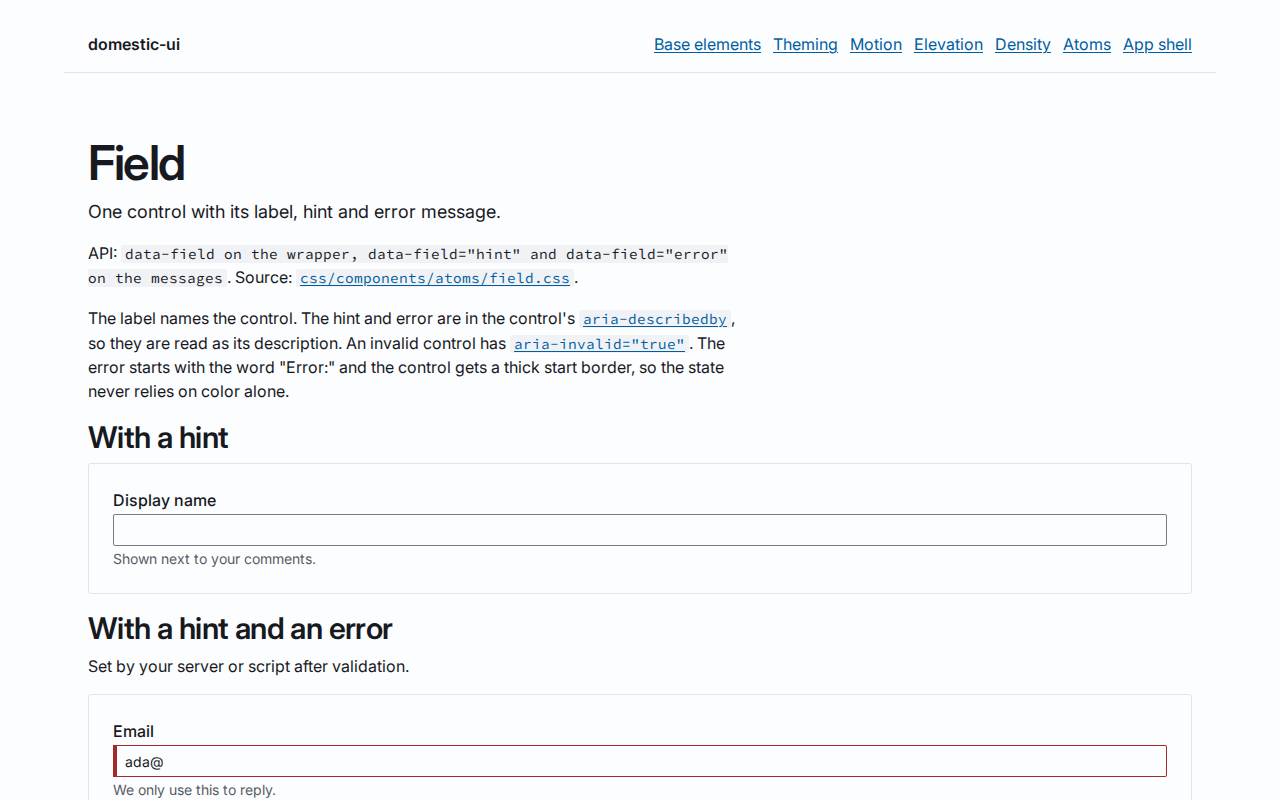 domestic-ui
Base elements Theming Motion Elevation Density Atoms App shell
Field
One control with its label, hint and error message.
API: data-field on the wrapper, data-field="hint" and data-field="error"
on the messages. Source: css/components/atoms/field.css.
The label names the control. The hint and error are in the control's aria-describedby,
so they are read as its description. An invalid control has aria-invalid="true". The
error starts with the word "Error:" and the control gets a thick start border, so the state
never relies on color alone.
With a hint
Display name
Shown next to your comments.
With a hint and an error
Set by your server or script after validation.
Email
ada@
We only use this to reply.